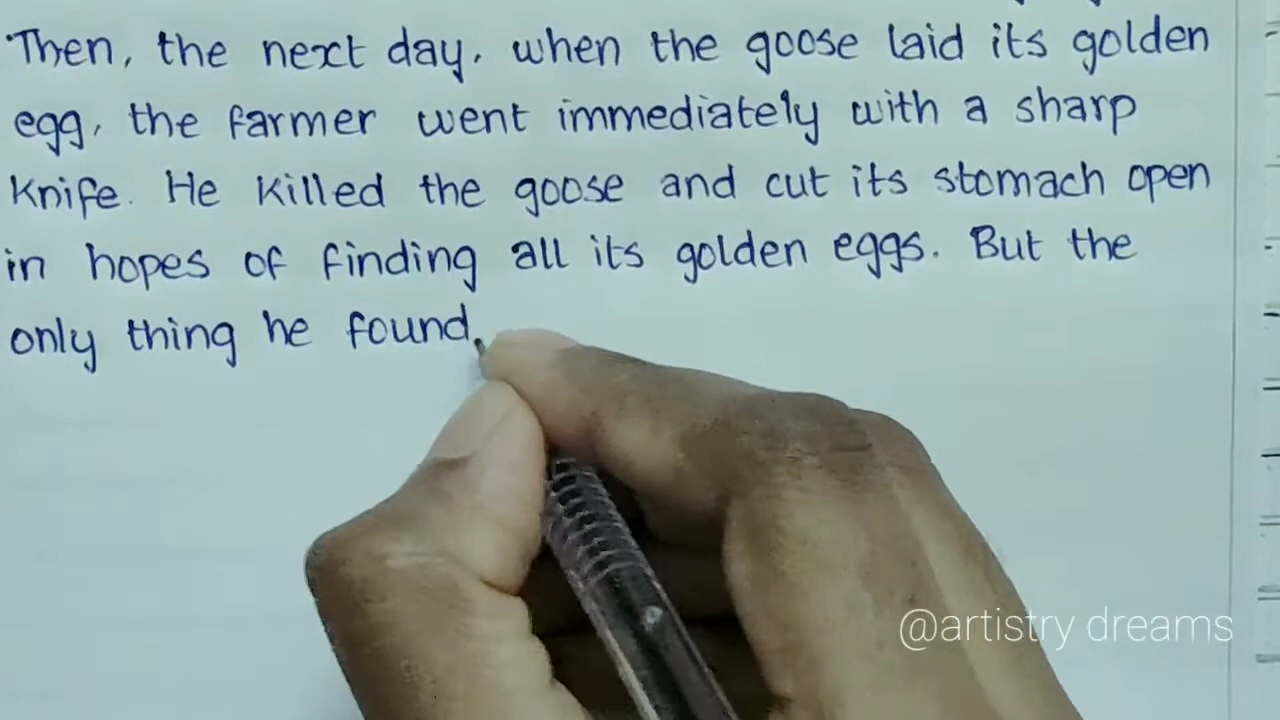 Then, the next day, when the goose laid its golden
egg, the farmer went immediately with a sharp
knife. He killed the goose and cut its stomach open
in hopes of finding all its golden eggs. But the
only thing he found
@artistry dreams